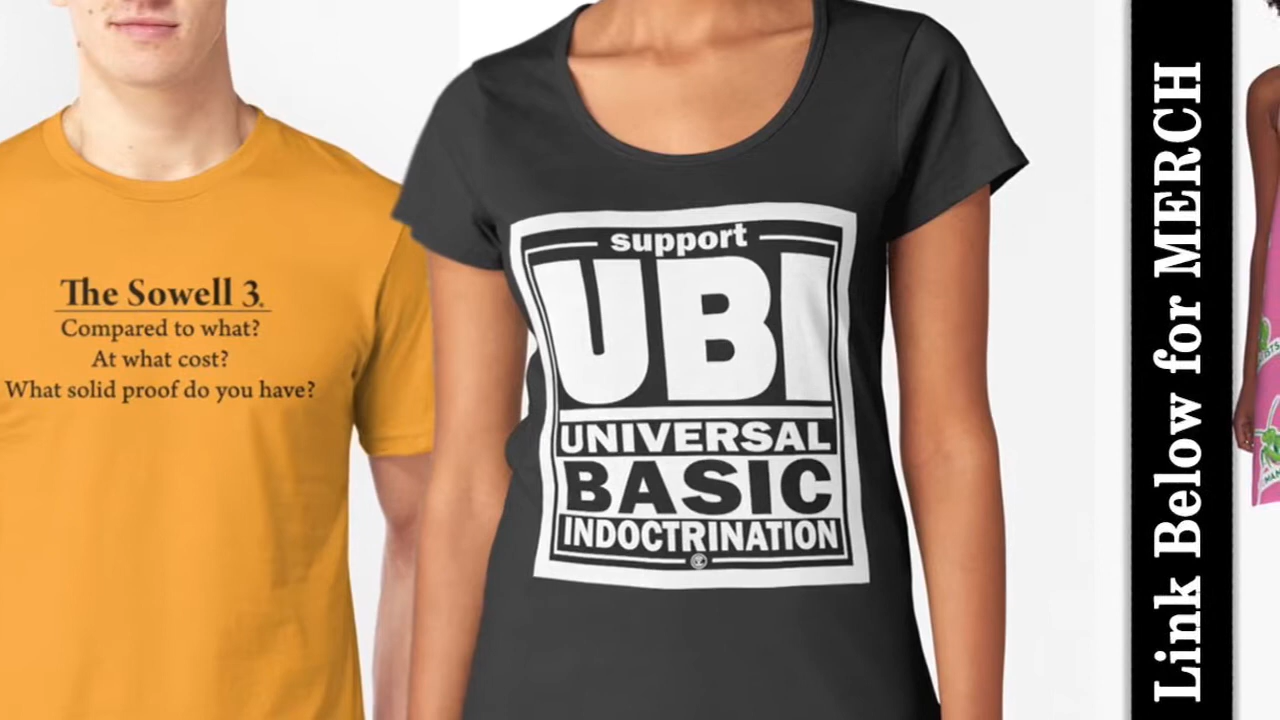 The Sowell 3.
Compared to what?
At what cost?
What solid proof do you have?
support
UBI
UNIVERSAL
BASIC
INDOCTRINATION
Link Below for MERCH